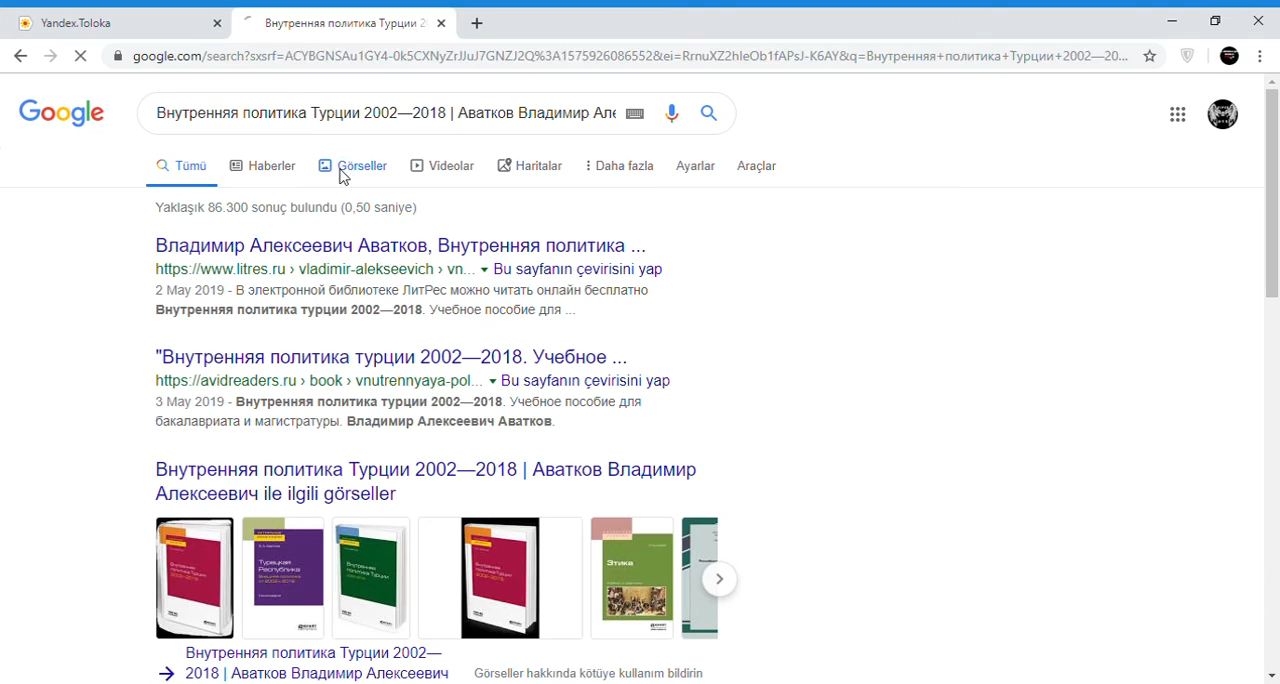 Yandex.Toloka
Внутренняя политика Турции 2
google.com/search?sxsrf=ACYBGNSAu1GY4-0k5CXNyZrJJuJ7GNZJ2Q%3A1575926086552&ei=RrnuXZ2hIeOb1fAPsJ-K6AY&q=Внутренняя+политика+Турции+2002—20...
Google
Внутренняя политика Турции 2002—2018 | Аватков Владимир Але
Tümü Haberler Görseller Videolar Haritalar Daha fazla Ayarlar Araçlar
Yaklaşık 86.300 sonuç bulundu (0,50 saniye)
Владимир Алексеевич Аватков, Внутренняя политика ...
https://www.litres.ru › vladimir-alekseevich › vn... Bu sayfanın çevirisini yap
2 May 2019 - В электронной библиотеке ЛитРес можно читать онлайн бесплатно
Внутренняя политика турции 2002—2018. Учебное пособие для ...
"Внутренняя политика турции 2002—2018. Учебное ...
https://avidreaders.ru › book › vnutrennyaya-pol... Bu sayfanın çevirisini yap
3 May 2019 - Внутренняя политика турции 2002—2018. Учебное пособие для
бакалавриата и магистратуры. Владимир Алексеевич Аватков.
Внутренняя политика Турции 2002—2018 | Аватков Владимир
Алексеевич ile ilgili görseller
Турецкая
Республика
Этика
Внутренняя политика Турции 2002—
2018 | Аватков Владимир Алексеевич
Görseller hakkında kötüye kullanım bildirin